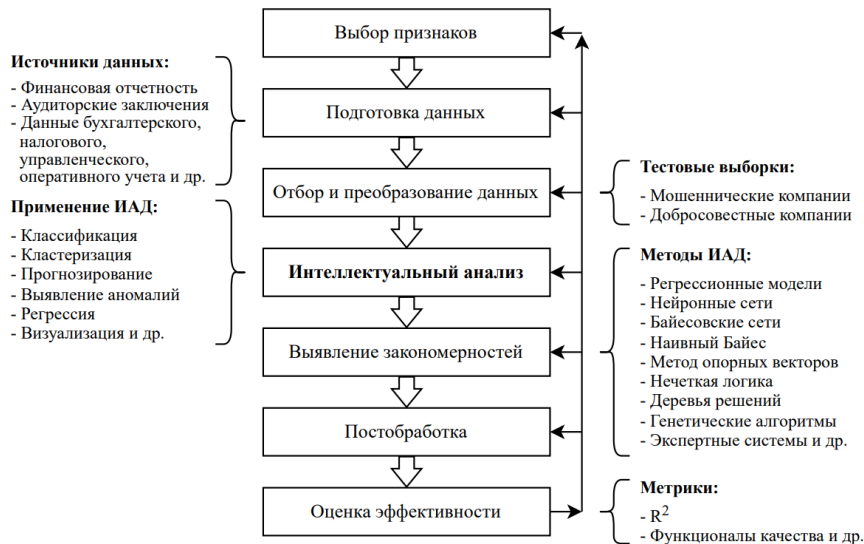 Выбор признаков
Источники данных:
- Финансовая отчетность
- Аудиторские заключения
- Данные бухгалтерского,
налогового,
управленческого,
оперативного учета и др.
Подготовка данных
Отбор и преобразование данных
Тестовые выборки:
- Мошеннические компании
- Добросовестные компании
Применение ИАД:
- Классификация
- Кластеризация
- Прогнозирование
- Выявление аномалий
- Регрессия
- Визуализация и др.
Интеллектуальный анализ
Методы ИАД:
- Регрессионные модели
- Нейронные сети
- Байесовские сети
- Наивный Байес
- Метод опорных векторов
- Нечеткая логика
- Деревья решений
- Генетические алгоритмы
- Экспертные системы и др.
Выявление закономерностей
Постобработка
Оценка эффективности
Метрики:
- R²
- Функционалы качества и др.